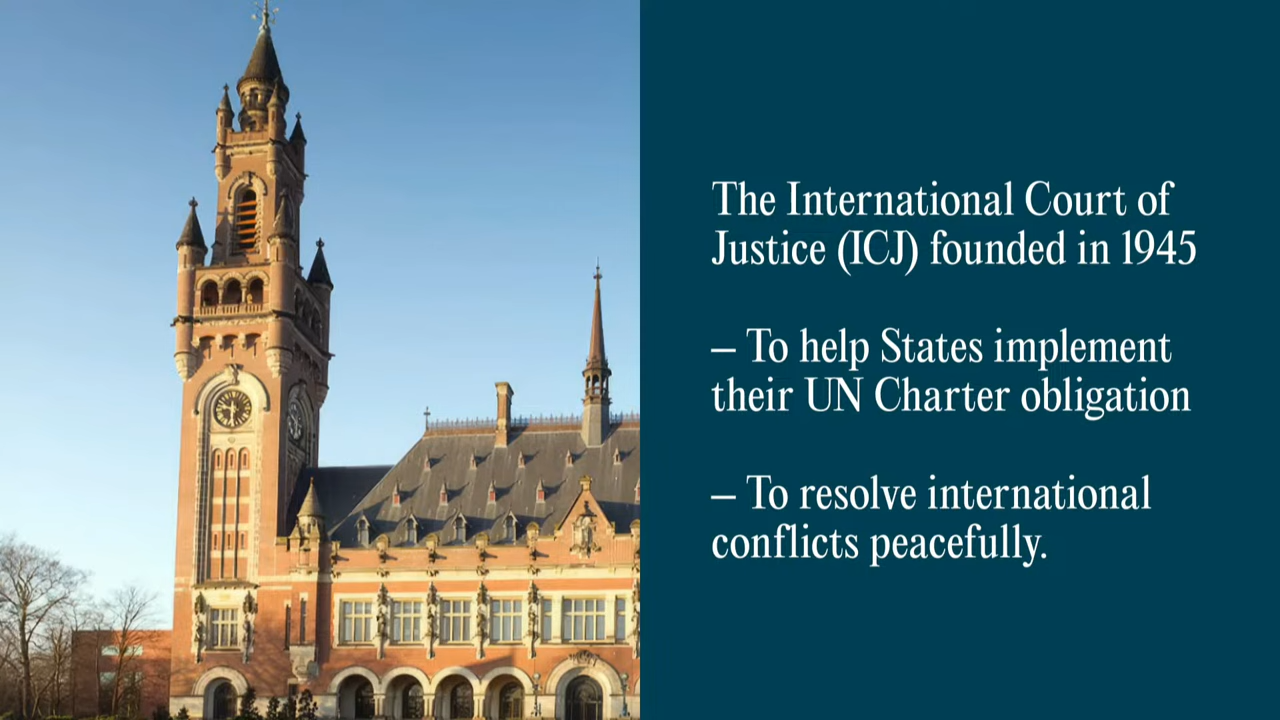 The International Court of
Justice (ICJ) founded in 1945
– To help States implement
their UN Charter obligation
– To resolve international
conflicts peacefully.